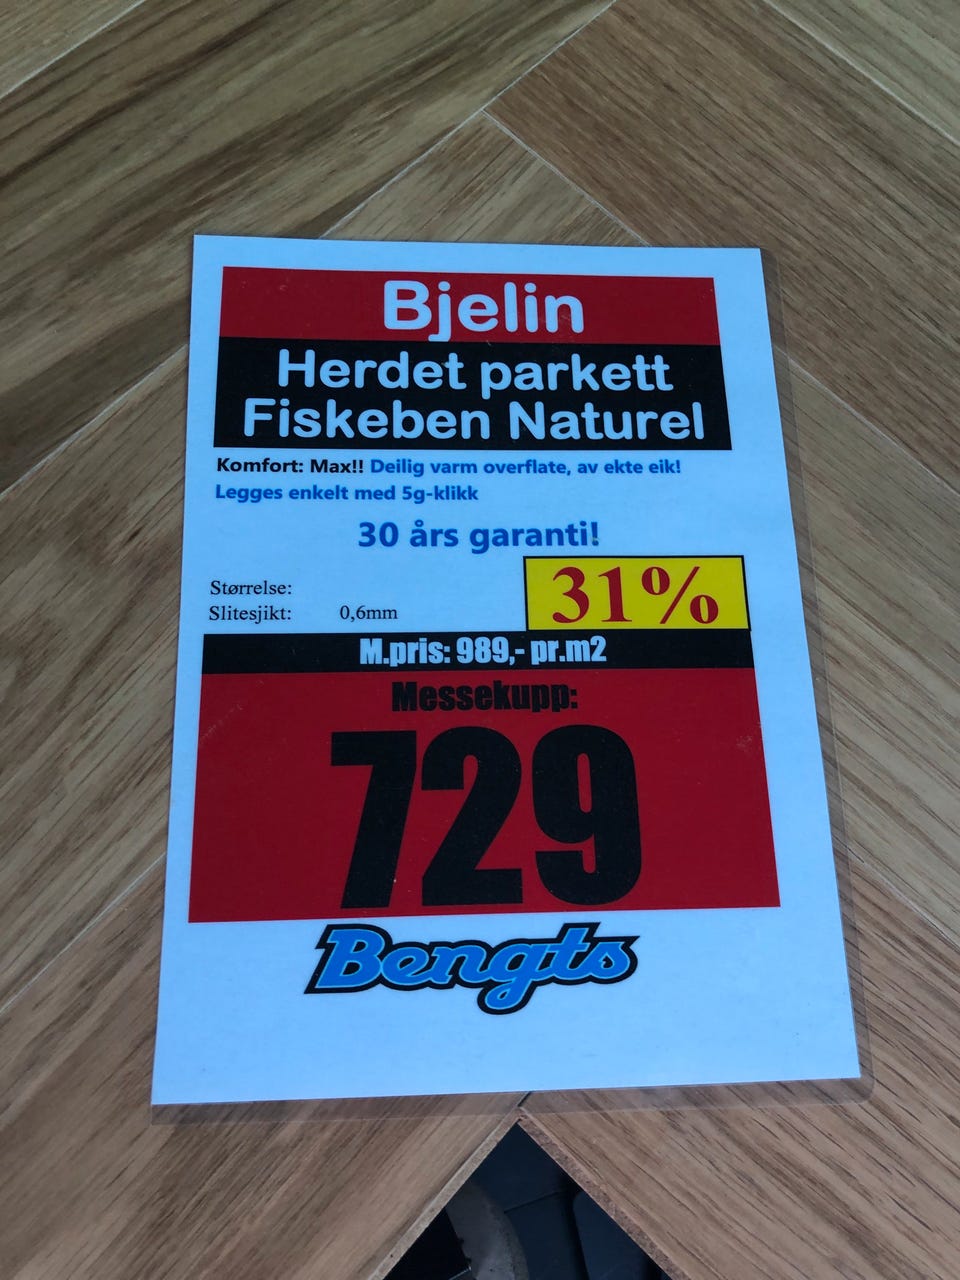 Bjelin
Herdet parkett
Fiskeben Naturel
Komfort: Max!! Deilig varm overflate, av ekte eik!
Legges enkelt med 5g-klikk
30 års garanti!
Størrelse:
Slitesjikt: 0,6mm
31%
M.pris: 989,- pr.m2
Messekupp:
729
Bengts